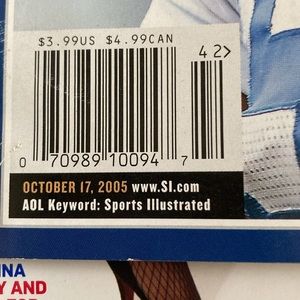 $3.99US $4.99CAN
42>
0 70989 10094 7
OCTOBER 17, 2005 www.SI.com
AOL Keyword: Sports Illustrated
Y AND